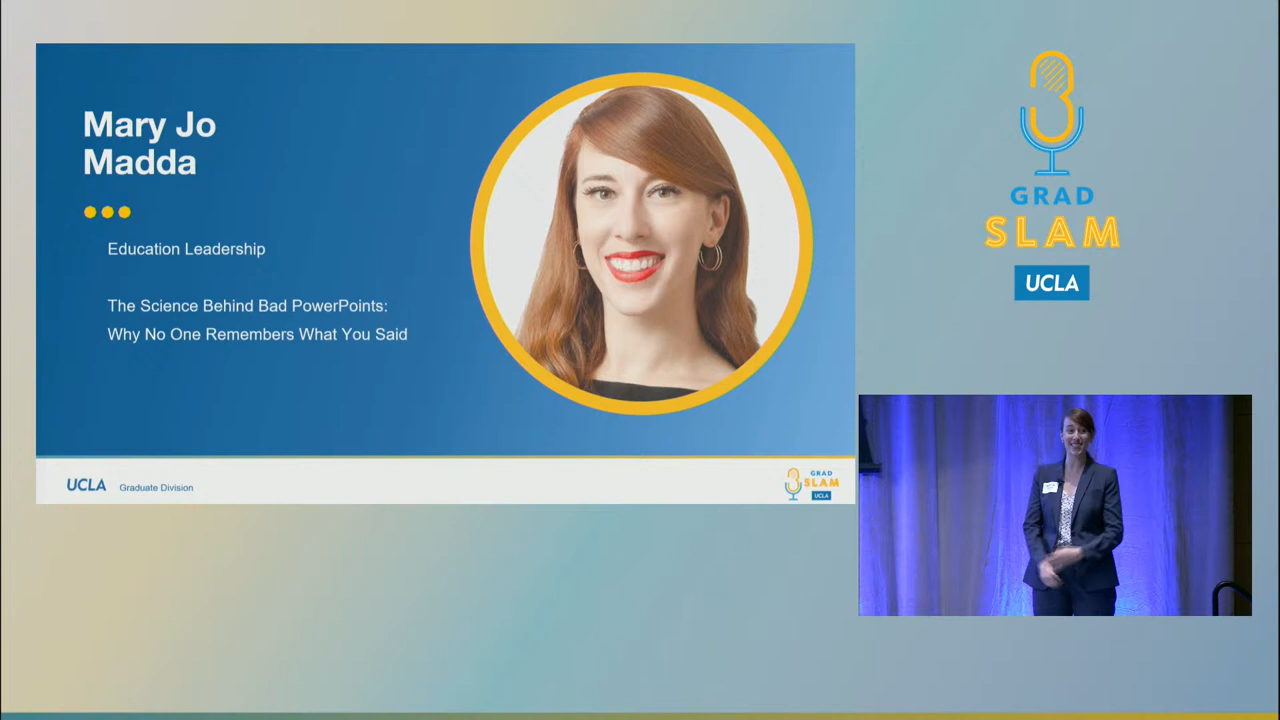 Mary Jo
Madda
Education Leadership
The Science Behind Bad PowerPoints:
Why No One Remembers What You Said
UCLA Graduate Division
GRAD
SLAM
UCLA
GRAD
SLAM
UCLA